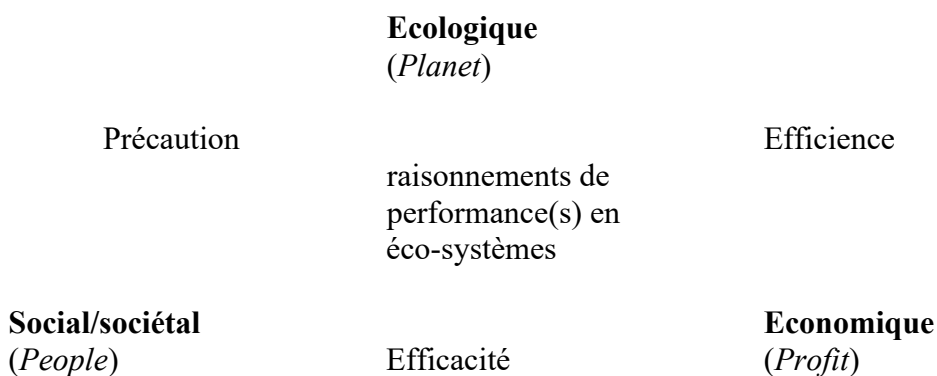 Ecologique
(Planet)
Précaution
Efficience
raisonnements de
performance(s) en
éco-systèmes
Social/sociétal
(People)
Efficacité
Economique
(Profit)